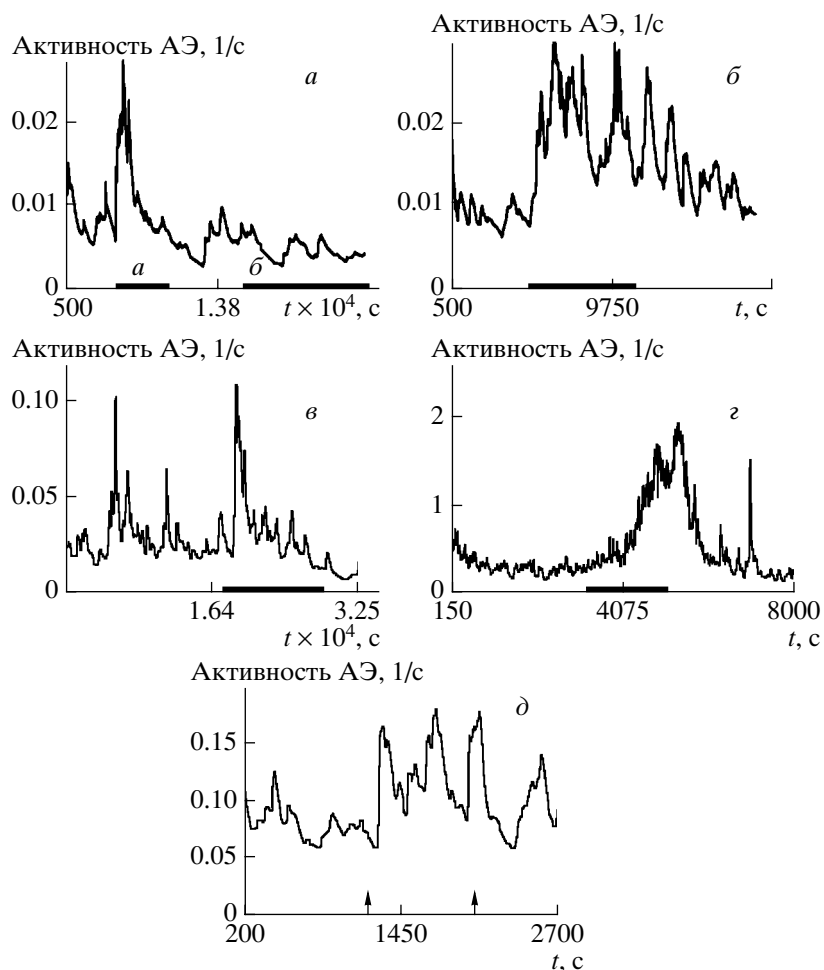 Активность АЭ, 1/с
а
0.02
0.01
0
а
б
500
1.38
t × 10⁴, с
Активность АЭ, 1/с
б
0.02
0.01
0
500
9750
t, с
Активность АЭ, 1/с
в
0.10
0.05
0
1.64
3.25
t × 10⁴, с
Активность АЭ, 1/с
г
2
1
0
150
4075
8000
t, с
Активность АЭ, 1/с
д
0.15
0.10
0.05
0
200
1450
2700
t, с